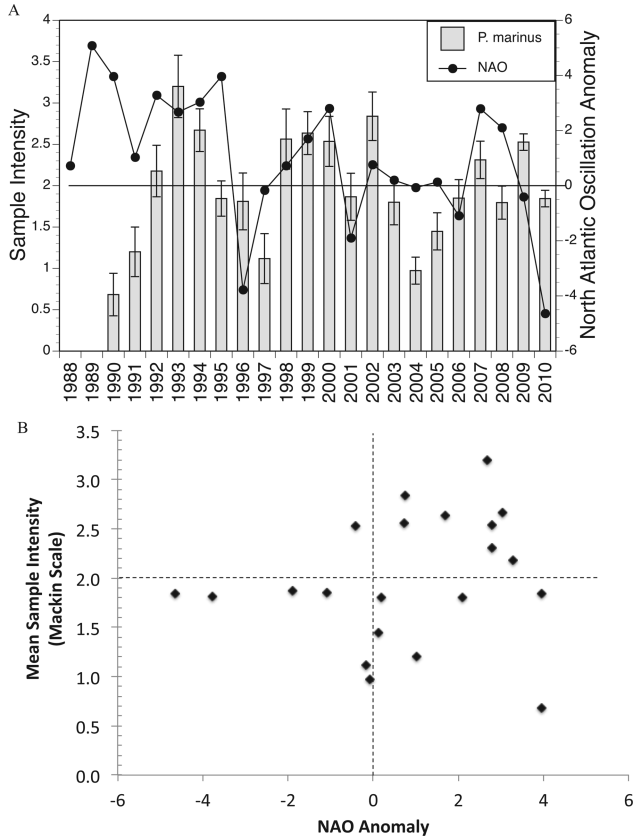 A
Sample Intensity
4
3.5
3
2.5
2
1.5
1
0.5
0
P. marinus
NAO
6
4
2
0
-2
-4
-6
North Atlantic Oscillation Anomaly
1988 1989 1990 1991 1992 1993 1994 1995 1996 1997 1998 1999 2000 2001 2002 2003 2004 2005 2006 2007 2008 2009 2010
B
Mean Sample Intensity
(Mackin Scale)
3.5
3.0
2.5
2.0
1.5
1.0
0.5
0.0
-6 -4 -2 0 2 4 6
NAO Anomaly